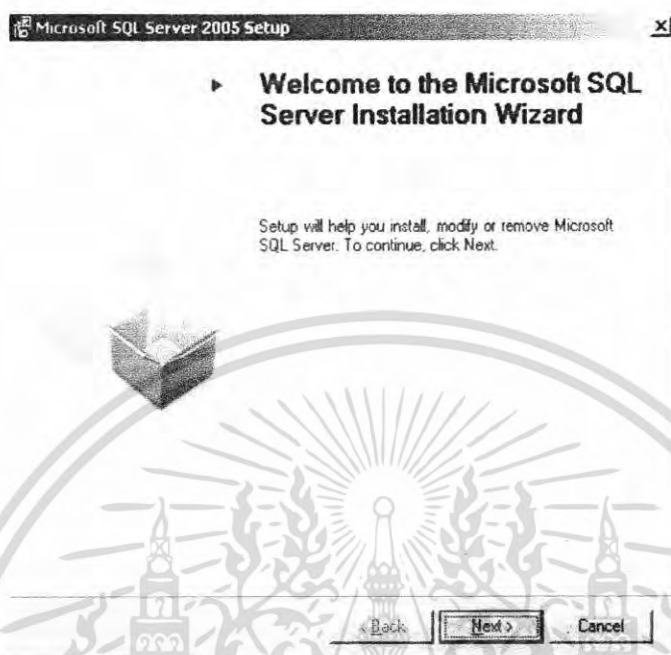 Microsoft SQL Server 2005 Setup
Welcome to the Microsoft SQL
Server Installation Wizard
Setup will help you install, modify or remove Microsoft
SQL Server. To continue, click Next.
< Back
Next >
Cancel